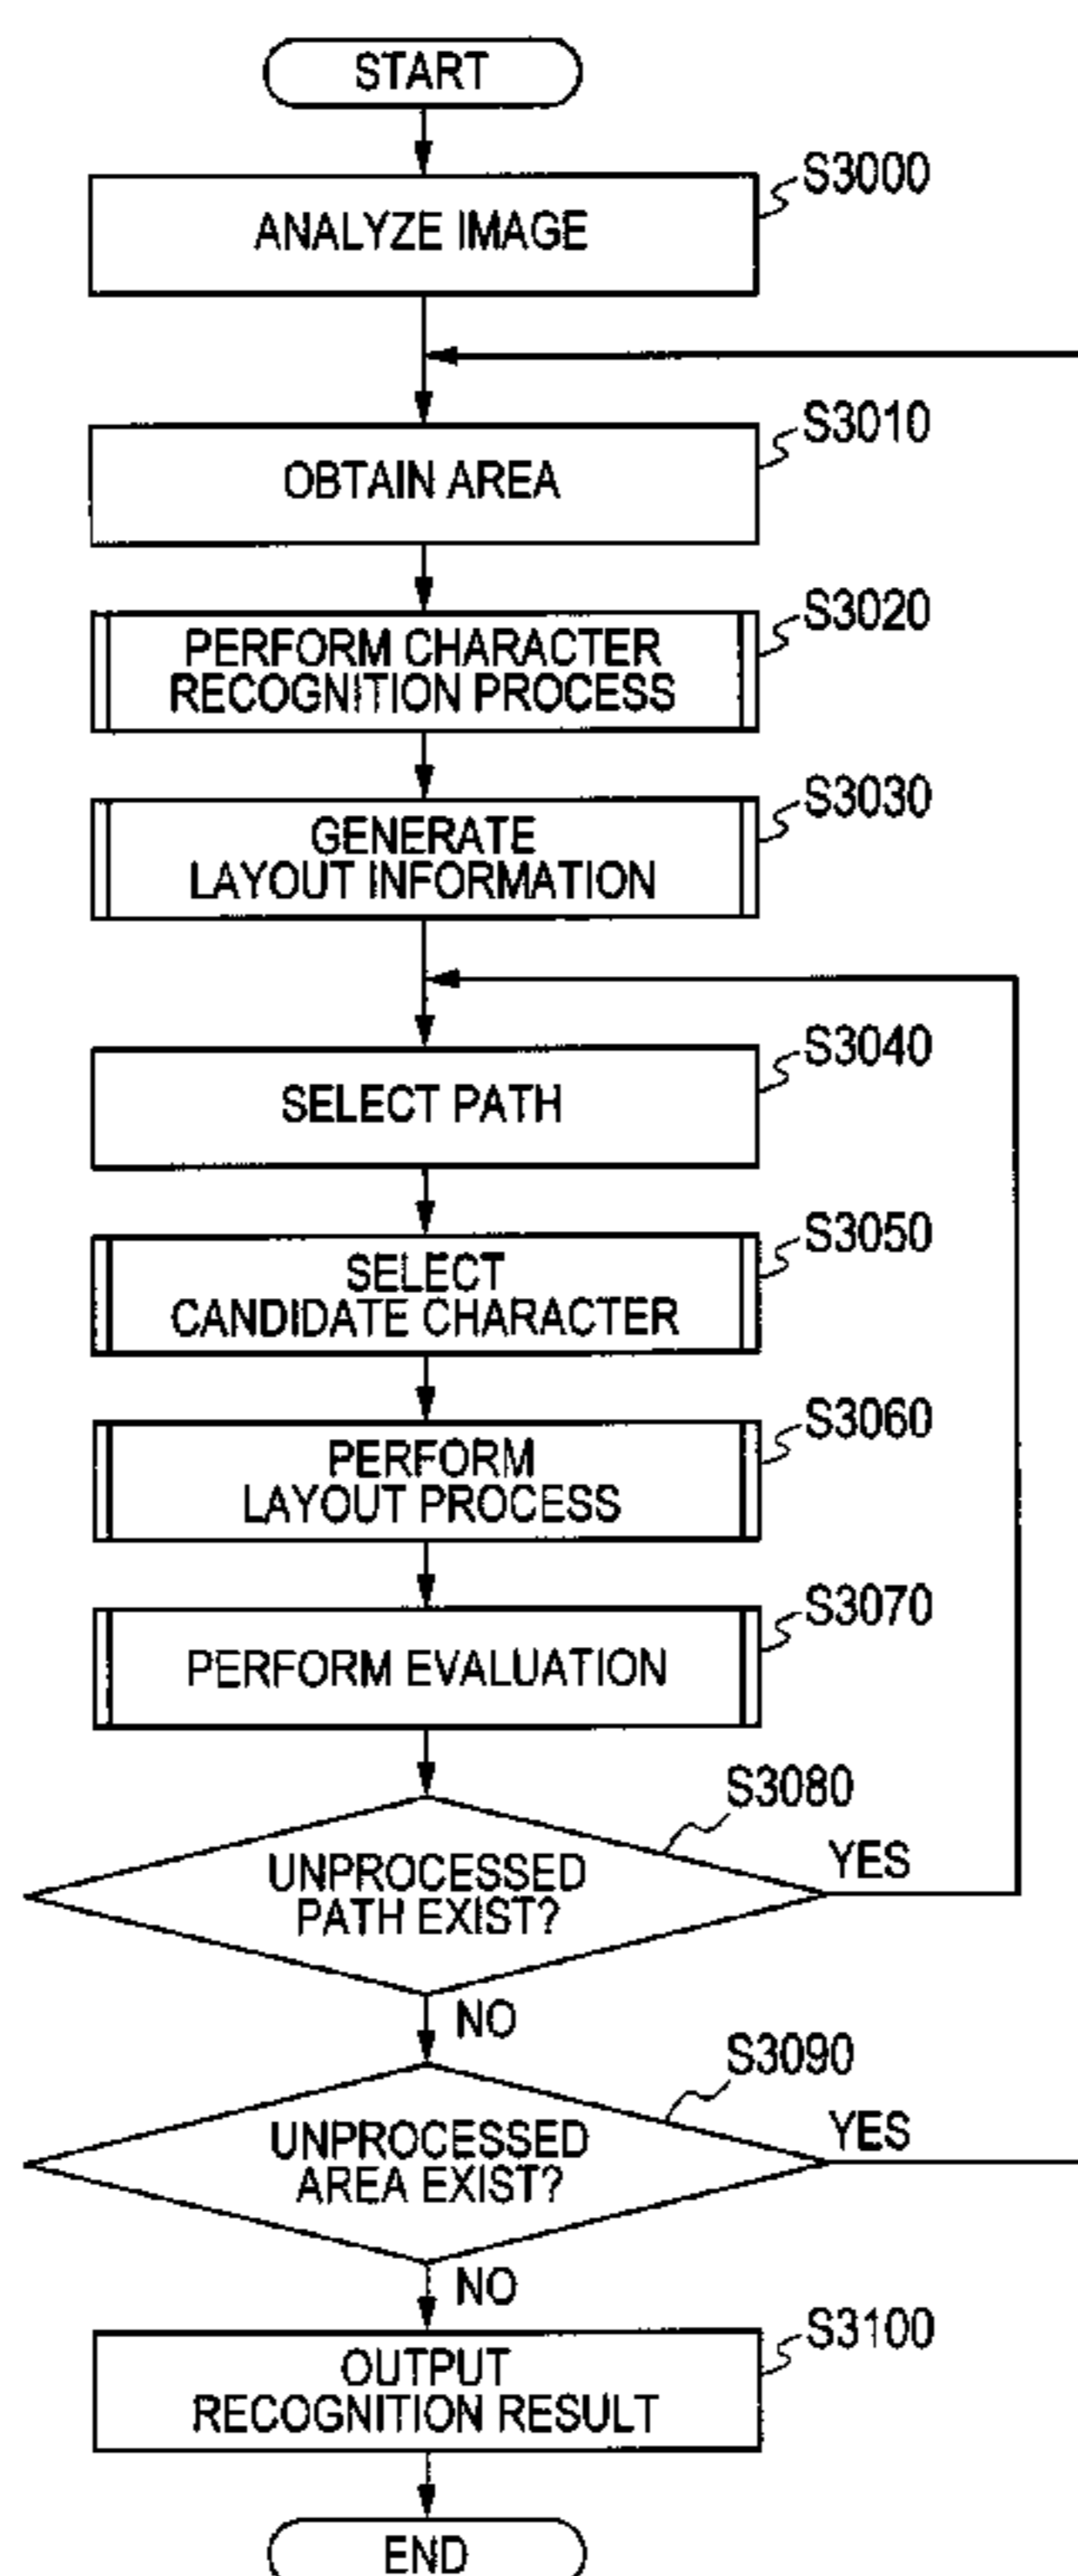 START
S3000
ANALYZE IMAGE
S3010
OBTAIN AREA
S3020
PERFORM CHARACTER
RECOGNITION PROCESS
S3030
GENERATE
LAYOUT INFORMATION
S3040
SELECT PATH
S3050
SELECT
CANDIDATE CHARACTER
S3060
PERFORM
LAYOUT PROCESS
S3070
PERFORM EVALUATION
S3080
UNPROCESSED
PATH EXIST?
YES
NO
S3090
UNPROCESSED
AREA EXIST?
YES
NO
S3100
OUTPUT
RECOGNITION RESULT
END